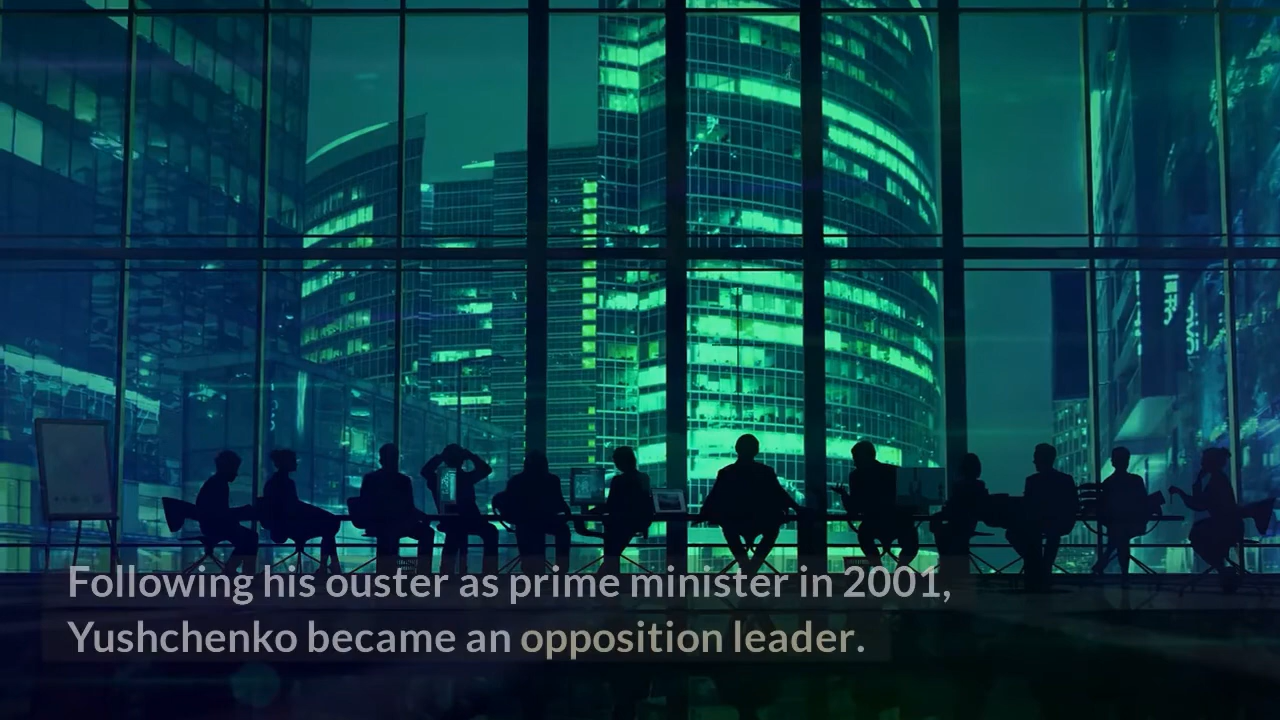 Following his ouster as prime minister in 2001,
Yushchenko became an opposition leader.